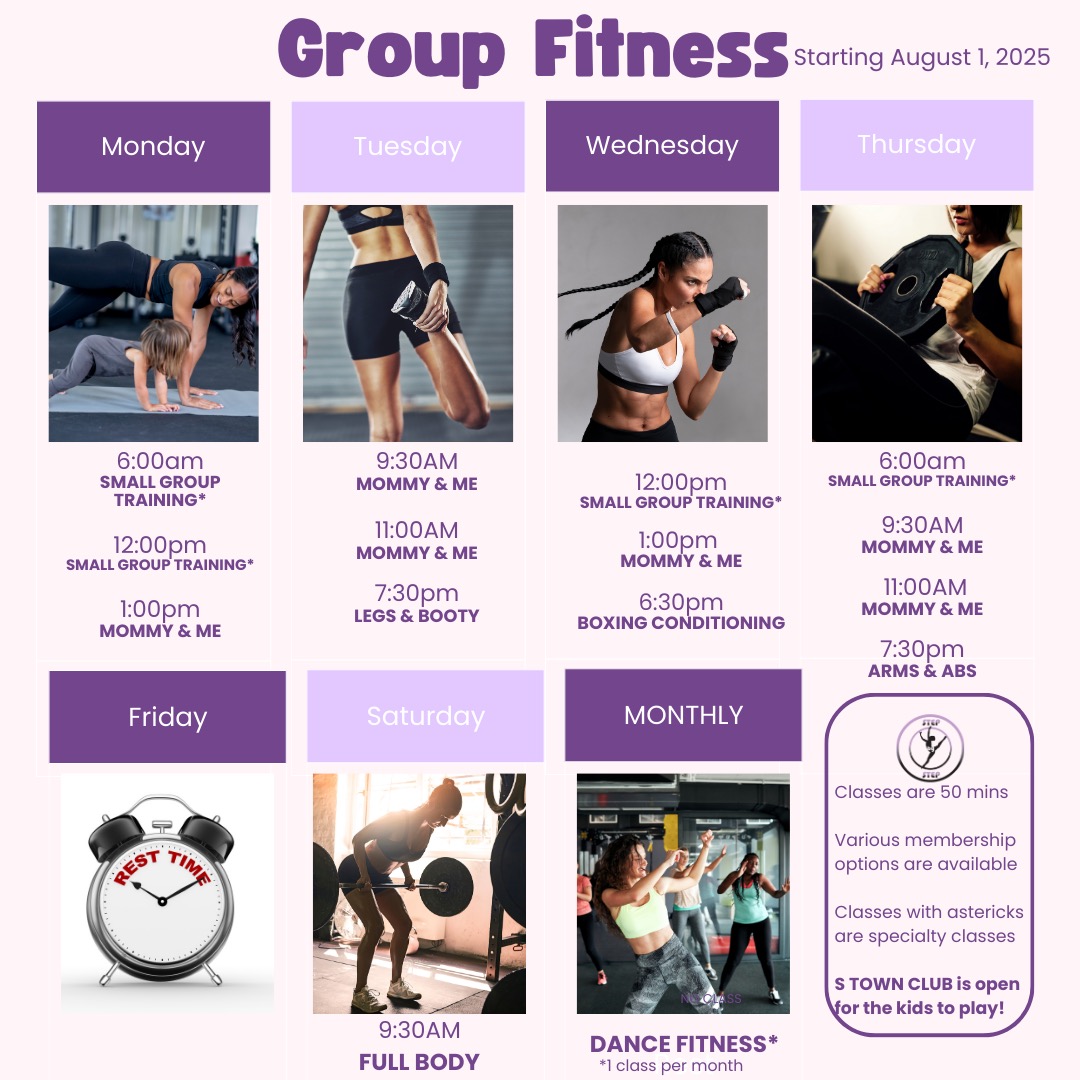 Group Fitness
Starting August 1, 2025
Monday
Tuesday
Wednesday
Thursday
6:00am
SMALL GROUP
TRAINING*
12:00pm
SMALL GROUP TRAINING*
1:00pm
MOMMY & ME
9:30AM
MOMMY & ME
11:00AM
MOMMY & ME
7:30pm
LEGS & BOOTY
12:00pm
SMALL GROUP TRAINING*
1:00pm
MOMMY & ME
6:30pm
BOXING CONDITIONING
6:00am
SMALL GROUP TRAINING*
9:30AM
MOMMY & ME
11:00AM
MOMMY & ME
7:30pm
ARMS & ABS
Friday
Saturday
MONTHLY
REST TIME
9:30AM
FULL BODY
NO CLASS
DANCE FITNESS*
*1 class per month
STEP
STEP
Classes are 50 mins
Various membership
options are available
Classes with astericks
are specialty classes
S TOWN CLUB is open
for the kids to play!